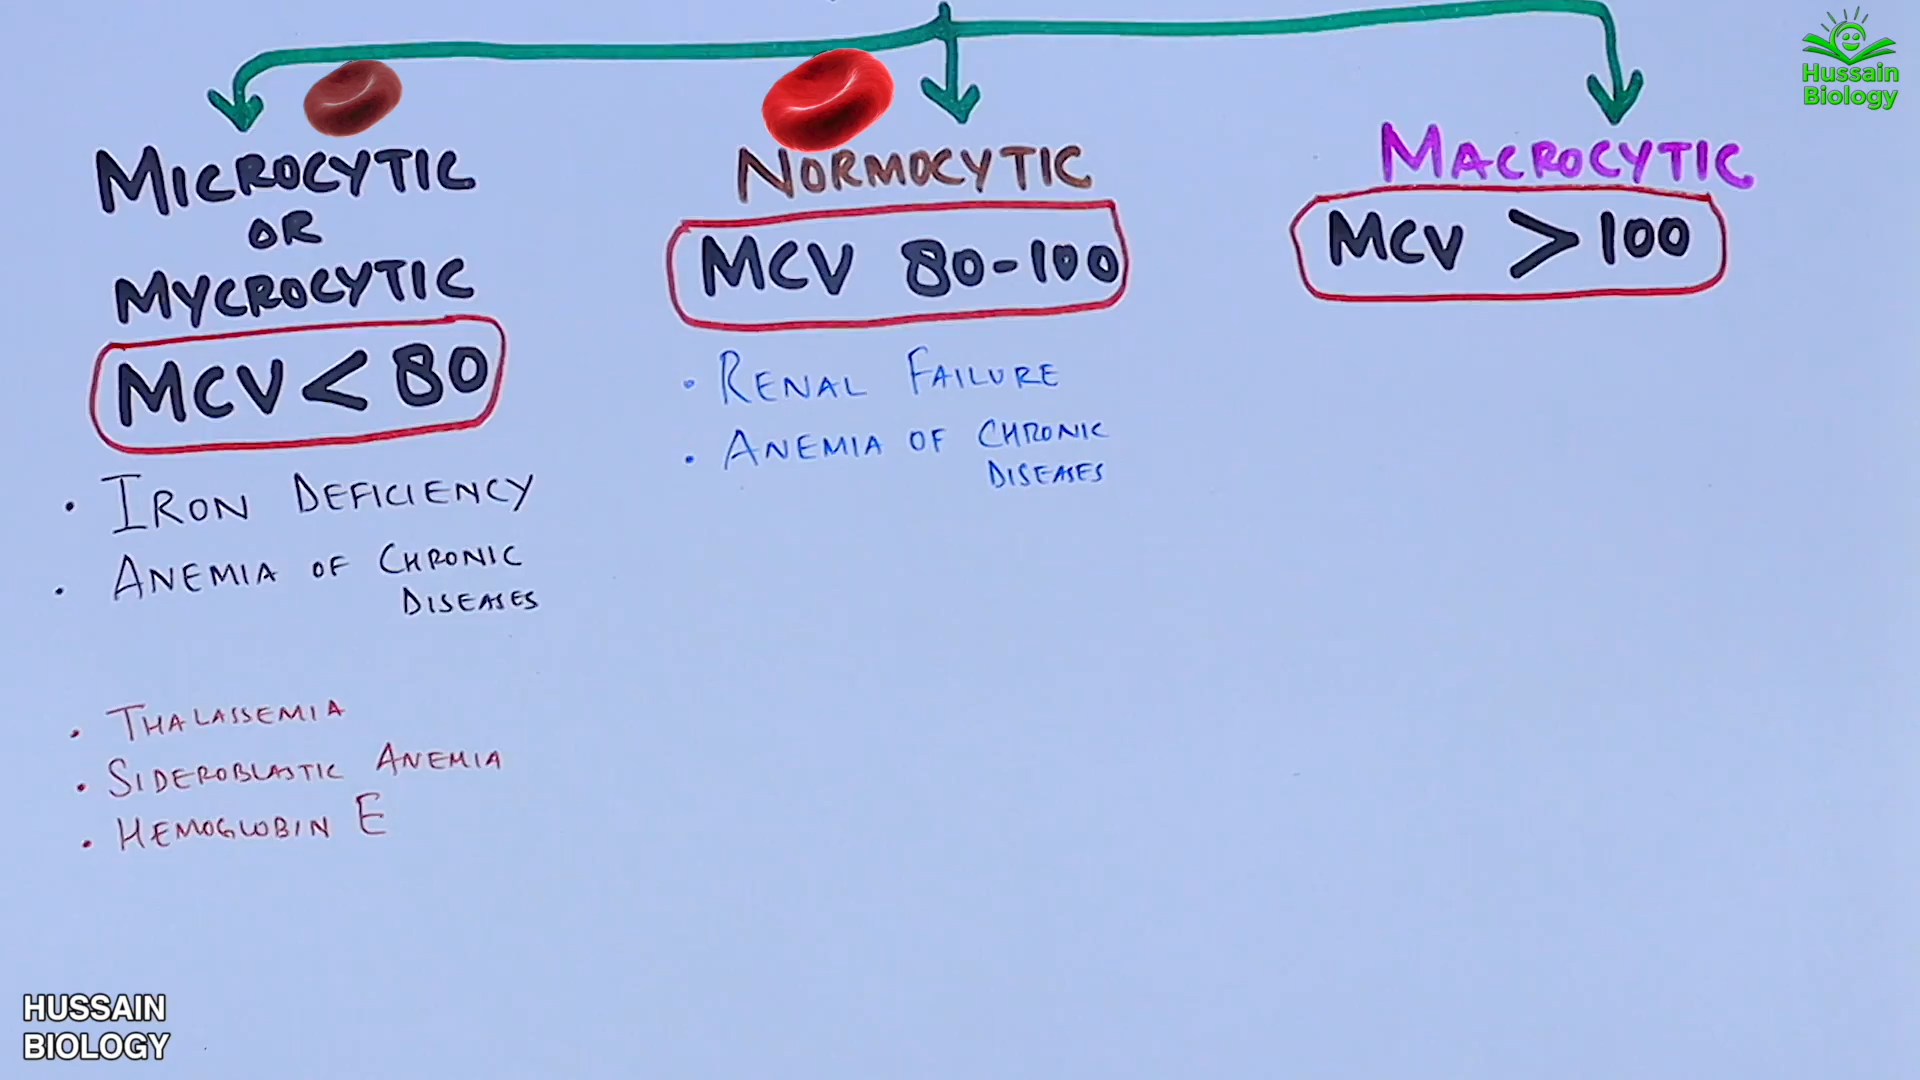 Hussain
Biology
MICROCYTIC
OR
MYCROCYTIC
MCV < 80
• IRON DEFICIENCY
• ANEMIA OF CHRONIC
DISEASES
• THALASSEMIA
• SIDEROBLASTIC ANEMIA
• HEMOGLOBIN E
NORMOCYTIC
MCV 80-100
• RENAL FAILURE
• ANEMIA OF CHRONIC
DISEASES
MACROCYTIC
MCV > 100
HUSSAIN
BIOLOGY